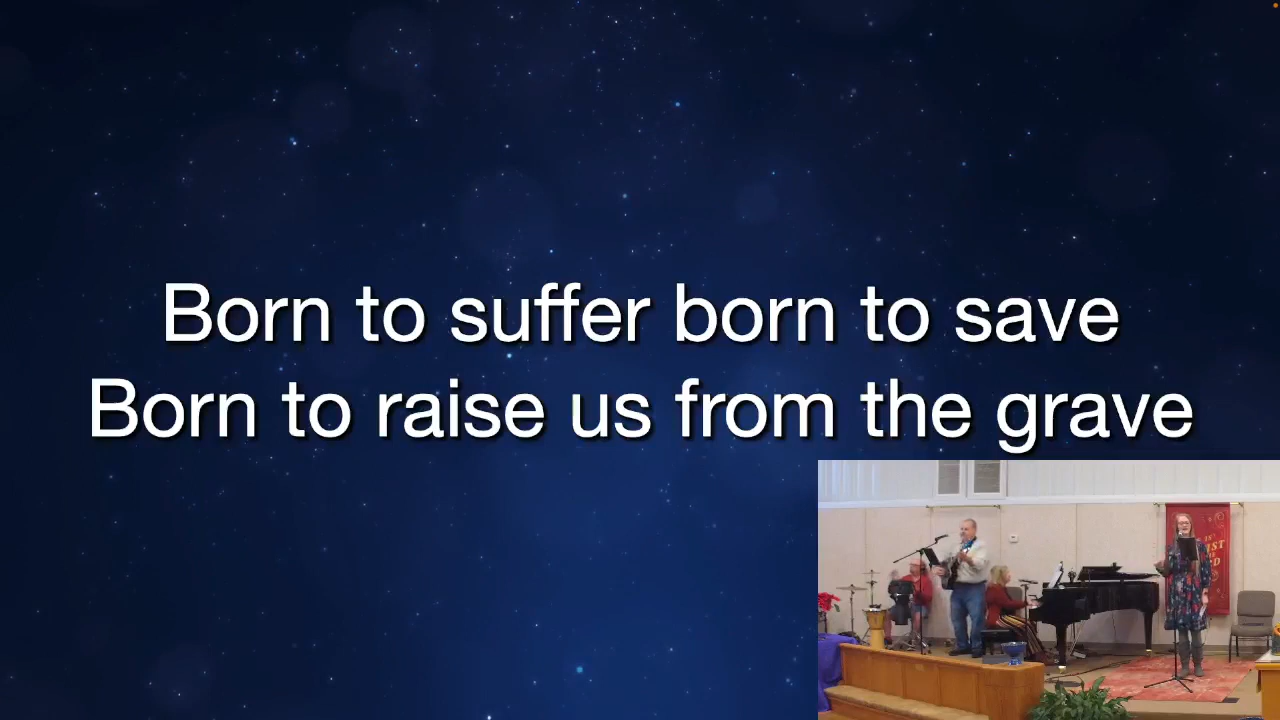 Born to suffer born to save
Born to raise us from the grave